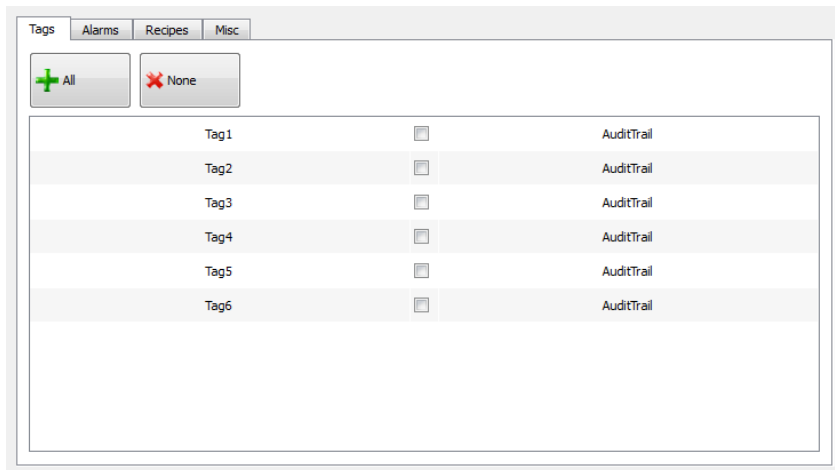 Tags Alarms Recipes Misc
All None
Tag1 AuditTrail
Tag2 AuditTrail
Tag3 AuditTrail
Tag4 AuditTrail
Tag5 AuditTrail
Tag6 AuditTrail